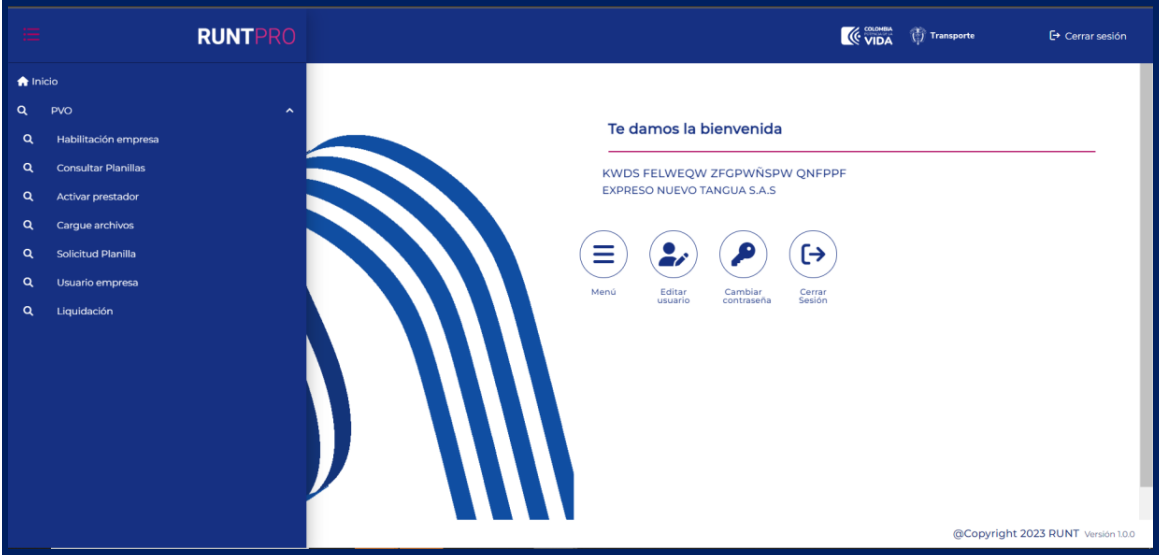 RUNTPRO
COLOMBIA
VIDA
Transporte
Cerrar sesión
Inicio
PVO
Habilitación empresa
Consultar Planillas
Activar prestador
Cargue archivos
Solicitud Planilla
Usuario empresa
Liquidación
Te damos la bienvenida
KWDS FELWEQW ZFGPWÑSPW QNFPPF
EXPRESO NUEVO TANGUA S.A.S
Menú
Editar
usuario
Cambiar
contraseña
Cerrar
Sesión
@Copyright 2023 RUNT Versión 1.0.0